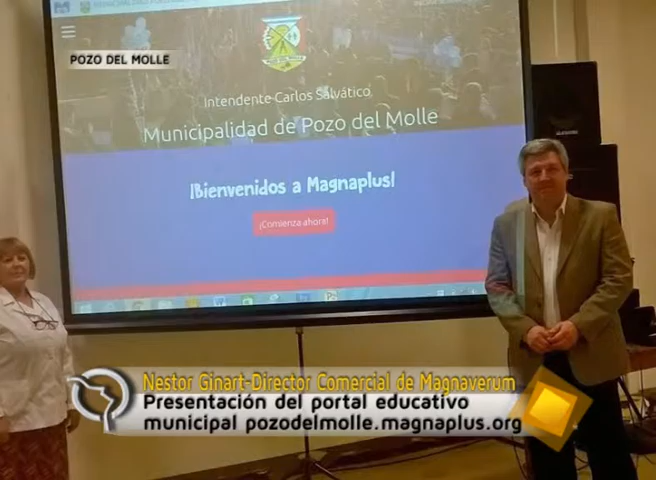 POZO DEL MOLLE
Intendente Carlos Salvático
Municipalidad de Pozo del Molle
¡Bienvenidos a Magnaplus!
¡Comienza ahora!
Nestor Ginart-Director Comercial de Magnaverum
Presentación del portal educativo
municipal pozodelmolle.magnaplus.org